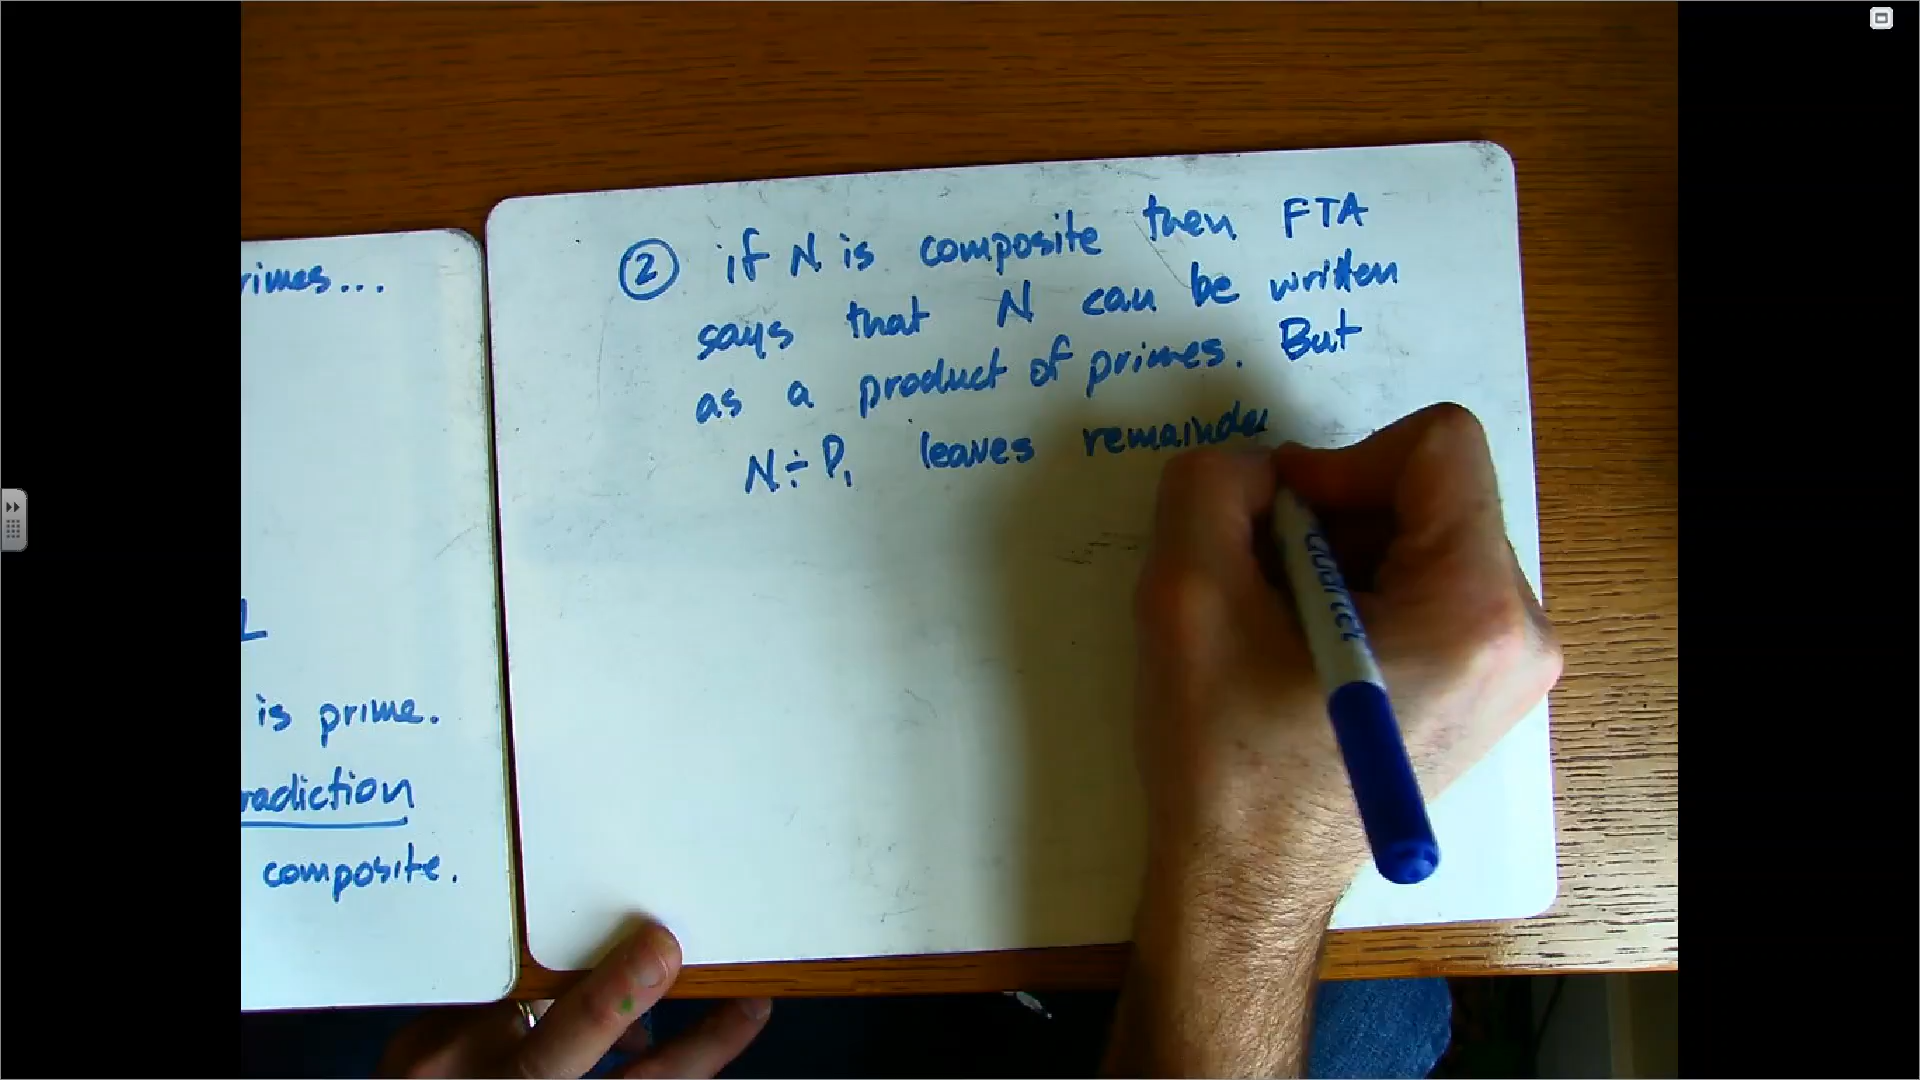 rimes...
is prime.
radiction
composite.
② if N is composite then FTA
says that N can be written
as a product of primes. But
N ÷ P₁ leaves remainder
Quartet